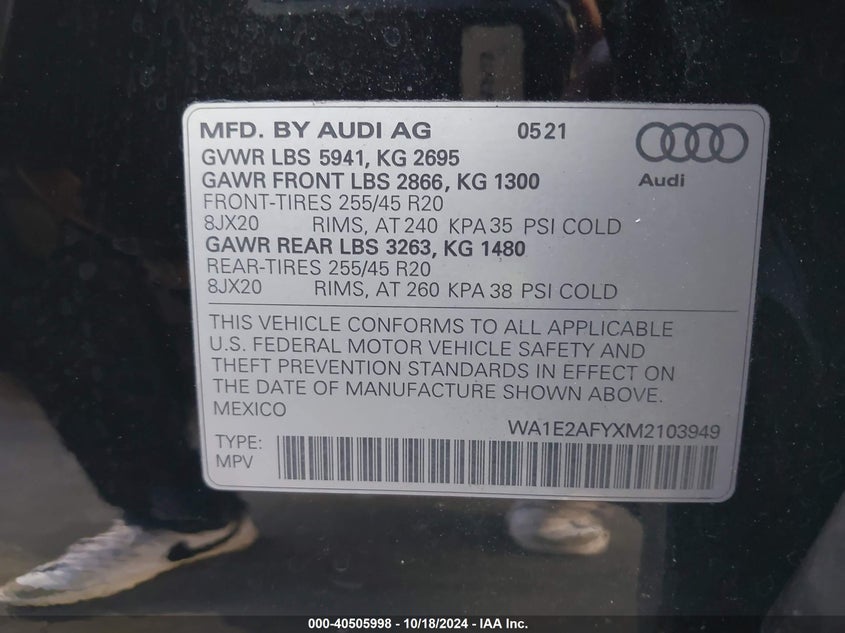 MFD. BY AUDI AG 0521
GVWR LBS 5941, KG 2695
GAWR FRONT LBS 2866, KG 1300
Audi
FRONT-TIRES 255/45 R20
8JX20 RIMS, AT 240 KPA 35 PSI COLD
GAWR REAR LBS 3263, KG 1480
REAR-TIRES 255/45 R20
8JX20 RIMS, AT 260 KPA 38 PSI COLD
THIS VEHICLE CONFORMS TO ALL APPLICABLE
U.S. FEDERAL MOTOR VEHICLE SAFETY AND
THEFT PREVENTION STANDARDS IN EFFECT ON
THE DATE OF MANUFACTURE SHOWN ABOVE.
MEXICO
WA1E2AFYXM2103949
TYPE:
MPV
000-40505998 - 10/18/2024 - IAA Inc.